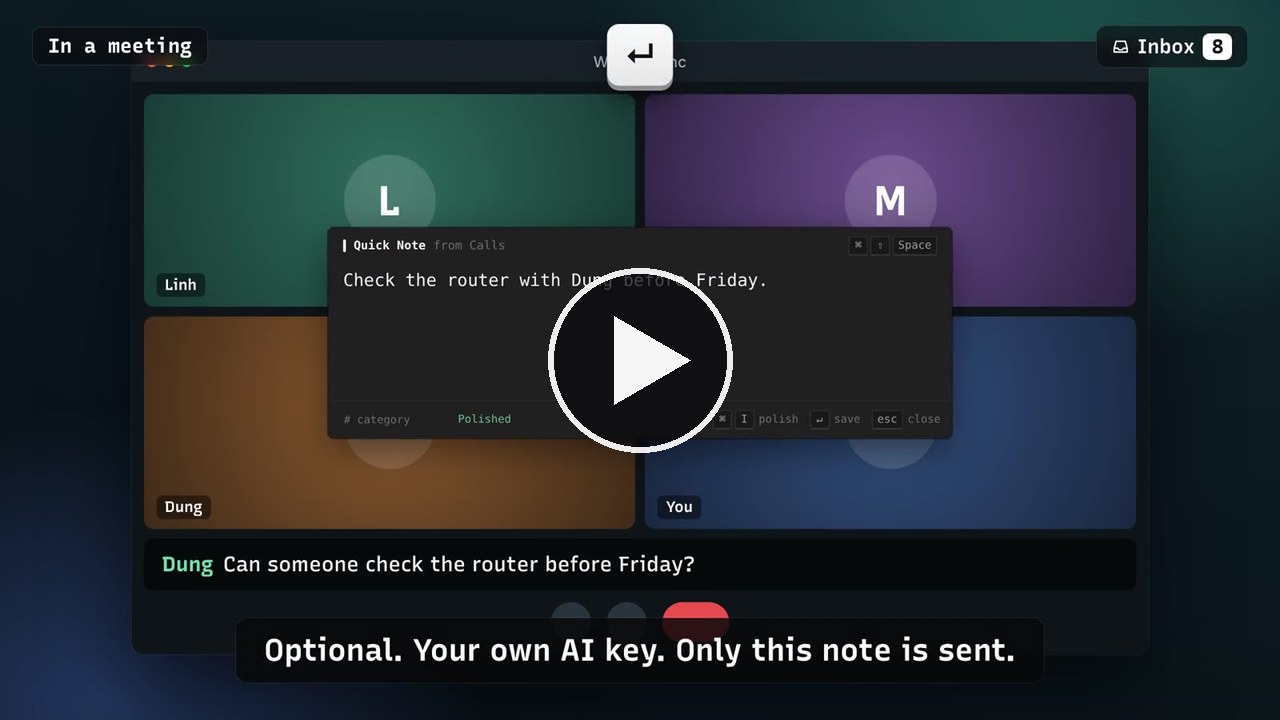 In a meeting
Inbox 8
L
M
Quick Note from Calls
⌘ ⇧ Space
Check the router with Dung before Friday.
Linh
# category
Polished
⌘ I polish ↵ save esc close
Dung
You
Dung Can someone check the router before Friday?
Optional. Your own AI key. Only this note is sent.